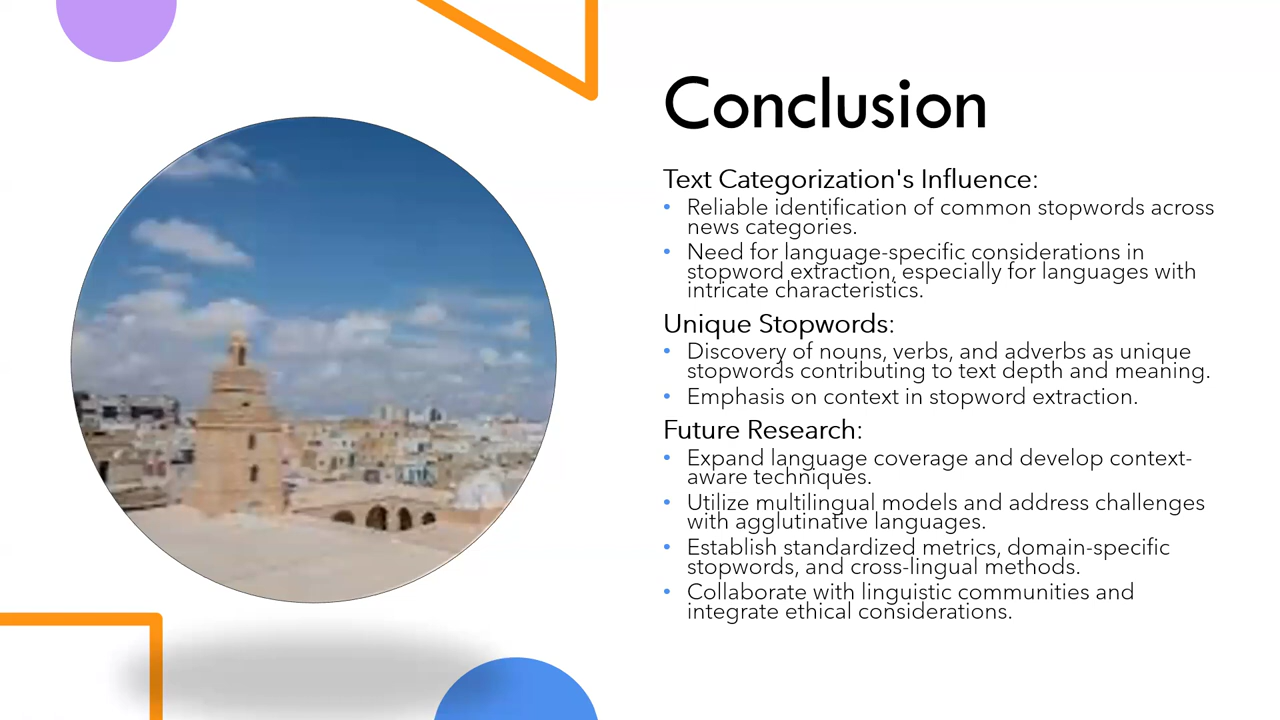 Conclusion
Text Categorization's Influence:
• Reliable identification of common stopwords across
news categories.
• Need for language-specific considerations in
stopword extraction, especially for languages with
intricate characteristics.
Unique Stopwords:
• Discovery of nouns, verbs, and adverbs as unique
stopwords contributing to text depth and meaning.
• Emphasis on context in stopword extraction.
Future Research:
• Expand language coverage and develop context-
aware techniques.
• Utilize multilingual models and address challenges
with agglutinative languages.
• Establish standardized metrics, domain-specific
stopwords, and cross-lingual methods.
• Collaborate with linguistic communities and
integrate ethical considerations.